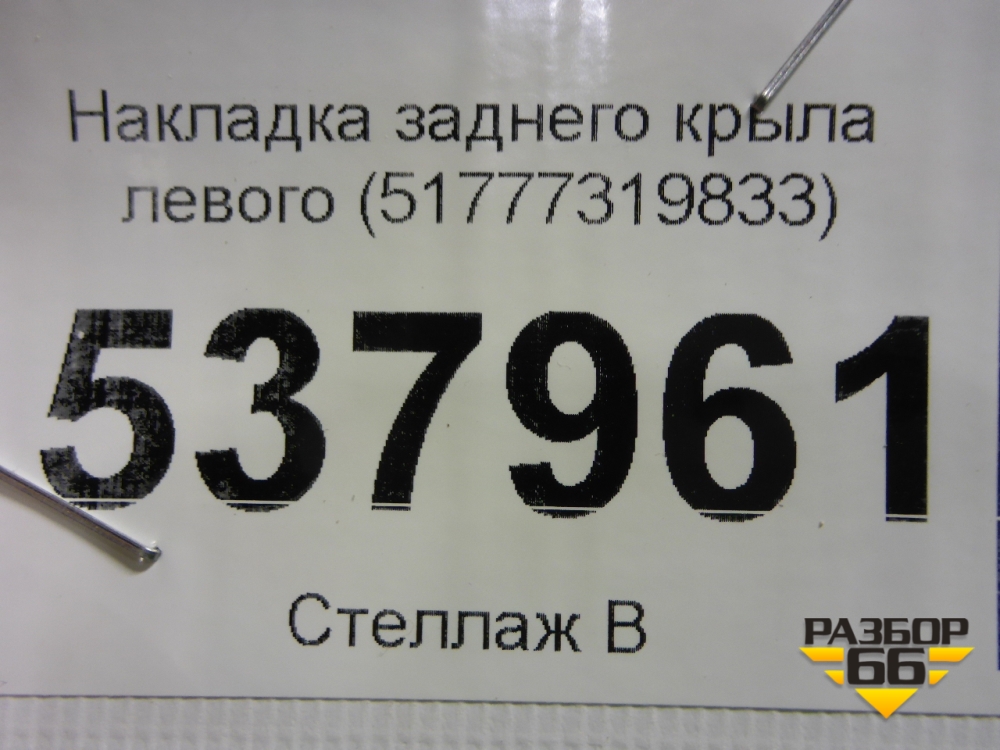 Накладка заднего крыла
левого (51777319833)
537961
Стеллаж В
РАЗБОР
66